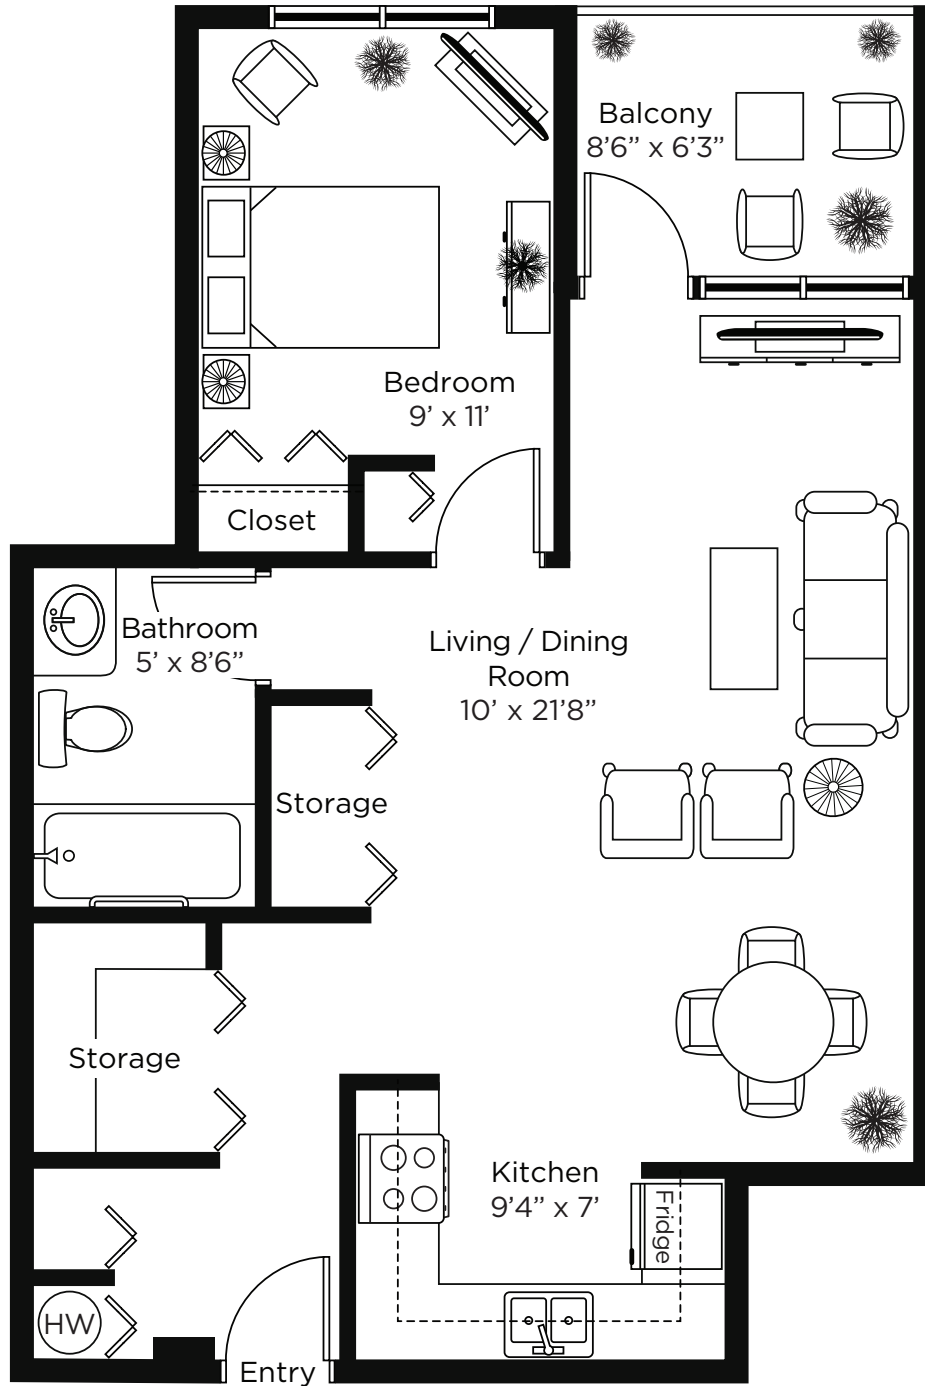 Balcony
8’6” x 6’3”
Bedroom
9’ x 11’
Closet
Bathroom
5’ x 8’6”
Living / Dining
Room
10’ x 21’8”
Storage
Storage
Kitchen
9’4” x 7’
Fridge
HW
Entry